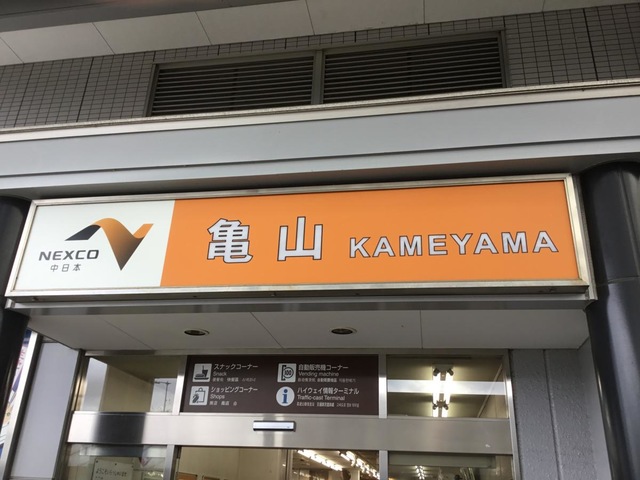 NEXCO
中日本
亀山 KAMEYAMA
スナックコーナー
Snack
自動販売機コーナー
Vending machine
ショッピングコーナー
Shops
ハイウェイ情報ターミナル
Traffic-cast Terminal